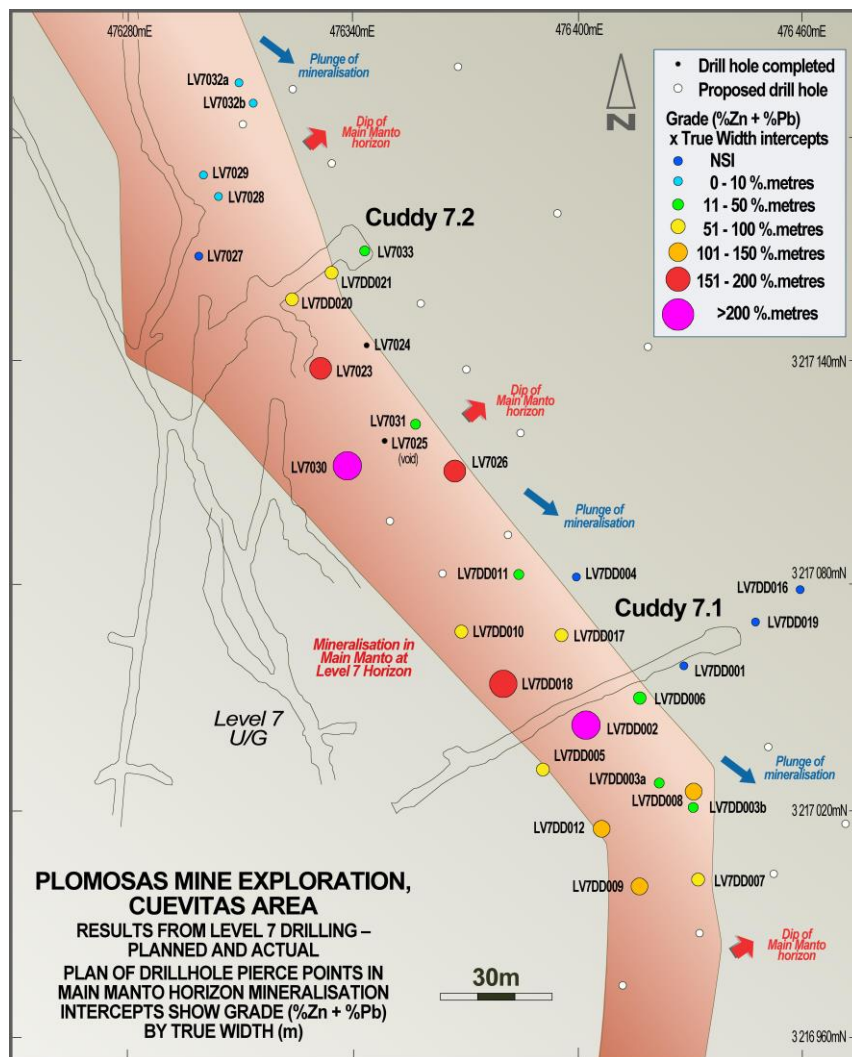 476280mE
476340mE
476 400mE
476 460mE
Plunge of
mineralisation
LV7032a
LV7032b
Dip of
Main Manto
horizon
N
Drill hole completed
Proposed drill hole
Grade (%Zn + %Pb)
x True Width intercepts
NSI
0 - 10 %.metres
11 - 50 %.metres
51 - 100 %.metres
101 - 150 %.metres
151 - 200 %.metres
>200 %.metres
LV7029
LV7028
Cuddy 7.2
LV7027
LV7033
LV7DD021
LV7DD020
LV7024
3 217 140mN
LV7023
Dip of
Main Manto
horizon
LV7031
LV7025
(void)
LV7030
LV7026
Plunge of
mineralisation
LV7DD011
LV7DD004
3 217 080mN
LV7DD016
Cuddy 7.1
LV7DD019
LV7DD010
LV7DD017
Mineralisation in
Main Manto at
Level 7 Horizon
LV7DD001
LV7DD018
LV7DD006
Level 7
U/G
LV7DD002
LV7DD005
Plunge of
mineralisation
LV7DD003a
LV7DD008
LV7DD003b
3 217 020mN
LV7DD012
LV7DD007
LV7DD009
PLOMOSAS MINE EXPLORATION,
CUEVITAS AREA
RESULTS FROM LEVEL 7 DRILLING –
PLANNED AND ACTUAL
PLAN OF DRILLHOLE PIERCE POINTS IN
MAIN MANTO HORIZON MINERALISATION
INTERCEPTS SHOW GRADE (%Zn + %Pb)
BY TRUE WIDTH (m)
30m
Dip of
Main Manto
horizon
3 216 960mN